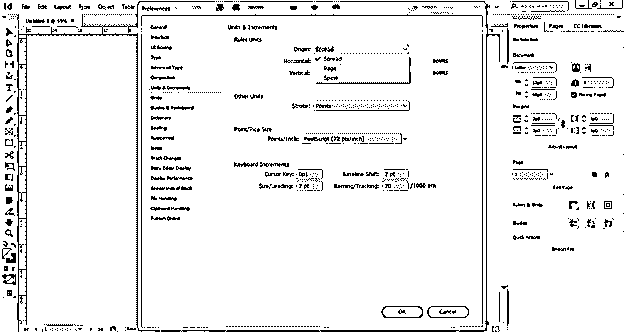 File Edit Layout Type Object Table
Preferences
General
Interface
UI Scaling
Type
Advanced Type
Composition
Units & Increments
Grids
Guides & Pasteboard
Dictionary
Spelling
Autocorrect
Notes
Track Changes
Story Editor Display
Display Performance
Appearance of Black
File Handling
Clipboard Handling
Publish Online
Units & Increments
Ruler Units
Origin: Spread
Spread
Page
Spine
Horizontal:
points
Vertical:
points
Other Units
Stroke: Points
Point/Pica Size
Points/Inch: PostScript (72 pts/inch)
Keyboard Increments
Cursor Key: 0p1
Baseline Shift: 2 pt
Size/Leading: 2 pt
Kerning/Tracking: 20 /1000 em
OK
Cancel
Properties Pages CC Libraries
Document
Facing Pages
Margins
Adjust Layout
Page
Edit Page
Rulers & Grids
Guides
Quick Actions
Import File